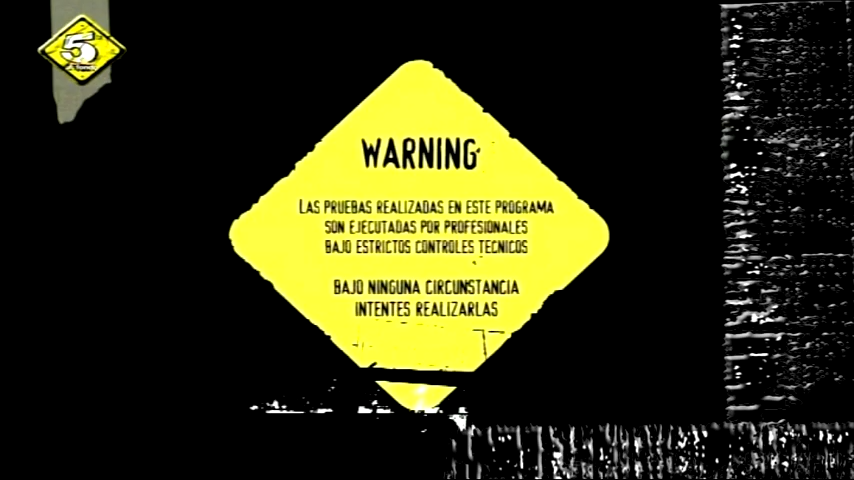 5
WARNING
LAS PRUEBAS REALIZADAS EN ESTE PROGRAMA
SON EJECUTADAS POR PROFESIONALES
BAJO ESTRICTOS CONTROLES TECNICOS
BAJO NINGUNA CIRCUNSTANCIA
INTENTES REALIZARLAS